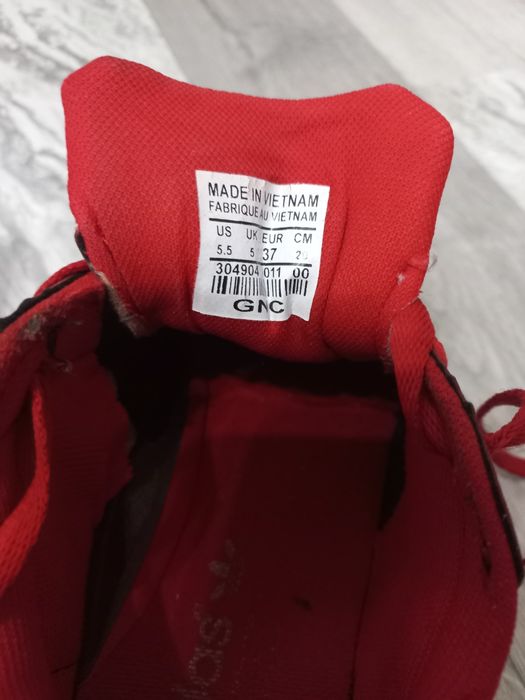 MADE IN VIETNAM
FABRIQUE AU VIETNAM
US UK EUR CM
5.5 5 37
304904 011 00
GNC